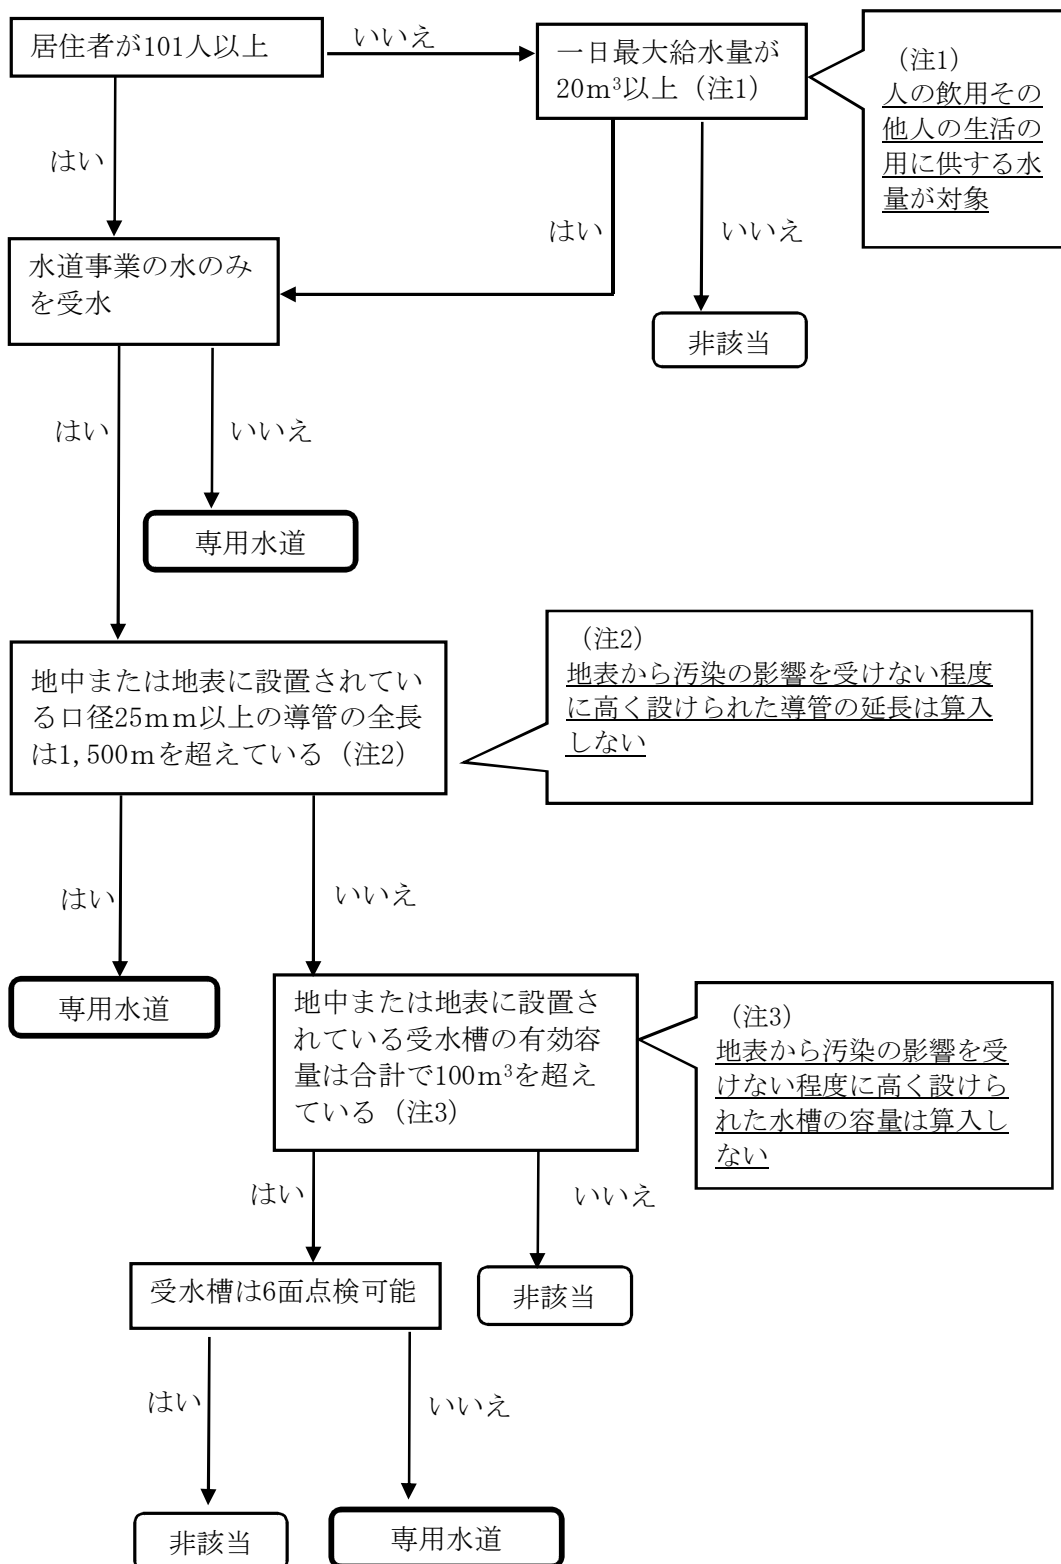 居住者が101人以上
いいえ
一日最大給水量が
20m³以上（注1）
（注1）
人の飲用その
他人の生活の
用に供する水
量が対象
はい
はい
いいえ
水道事業の水のみ
を受水
非該当
はい
いいえ
専用水道
地中または地表に設置されてい
る口径25mm以上の導管の全長
は1,500mを超えている（注2）
（注2）
地表から汚染の影響を受けない程度
に高く設けられた導管の延長は算入
しない
はい
いいえ
専用水道
地中または地表に設置さ
れている受水槽の有効容
量は合計で100m³を超え
ている（注3）
（注3）
地表から汚染の影響を受
けない程度に高く設けら
れた水槽の容量は算入し
ない
はい
いいえ
受水槽は6面点検可能
非該当
はい
いいえ
非該当
専用水道